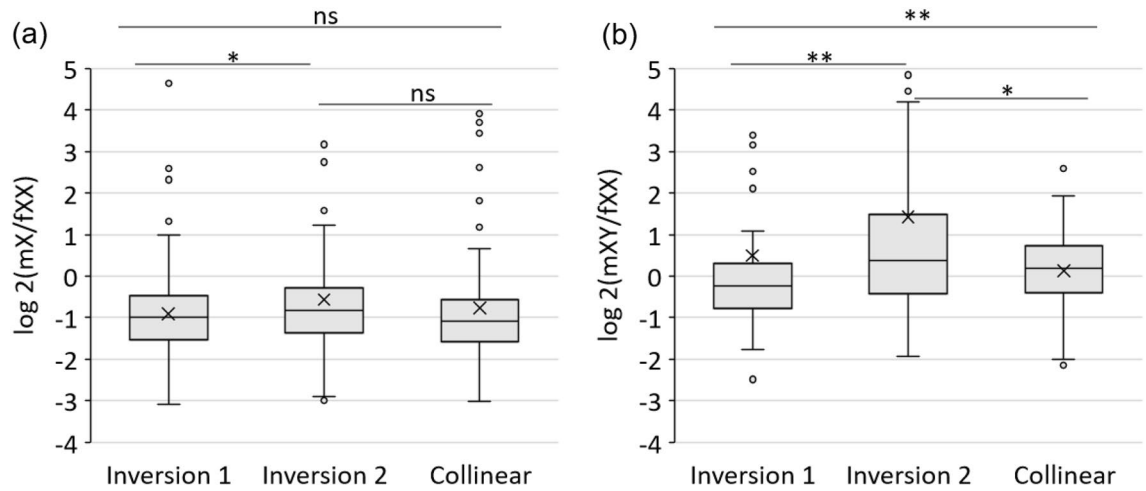 (a)
ns
*
ns
log 2(mX/fXX)
5
4
3
2
1
0
-1
-2
-3
-4
Inversion 1
Inversion 2
Collinear
(b)
**
**
*
log 2(mXY/fXX)
5
4
3
2
1
0
-1
-2
-3
-4
Inversion 1
Inversion 2
Collinear